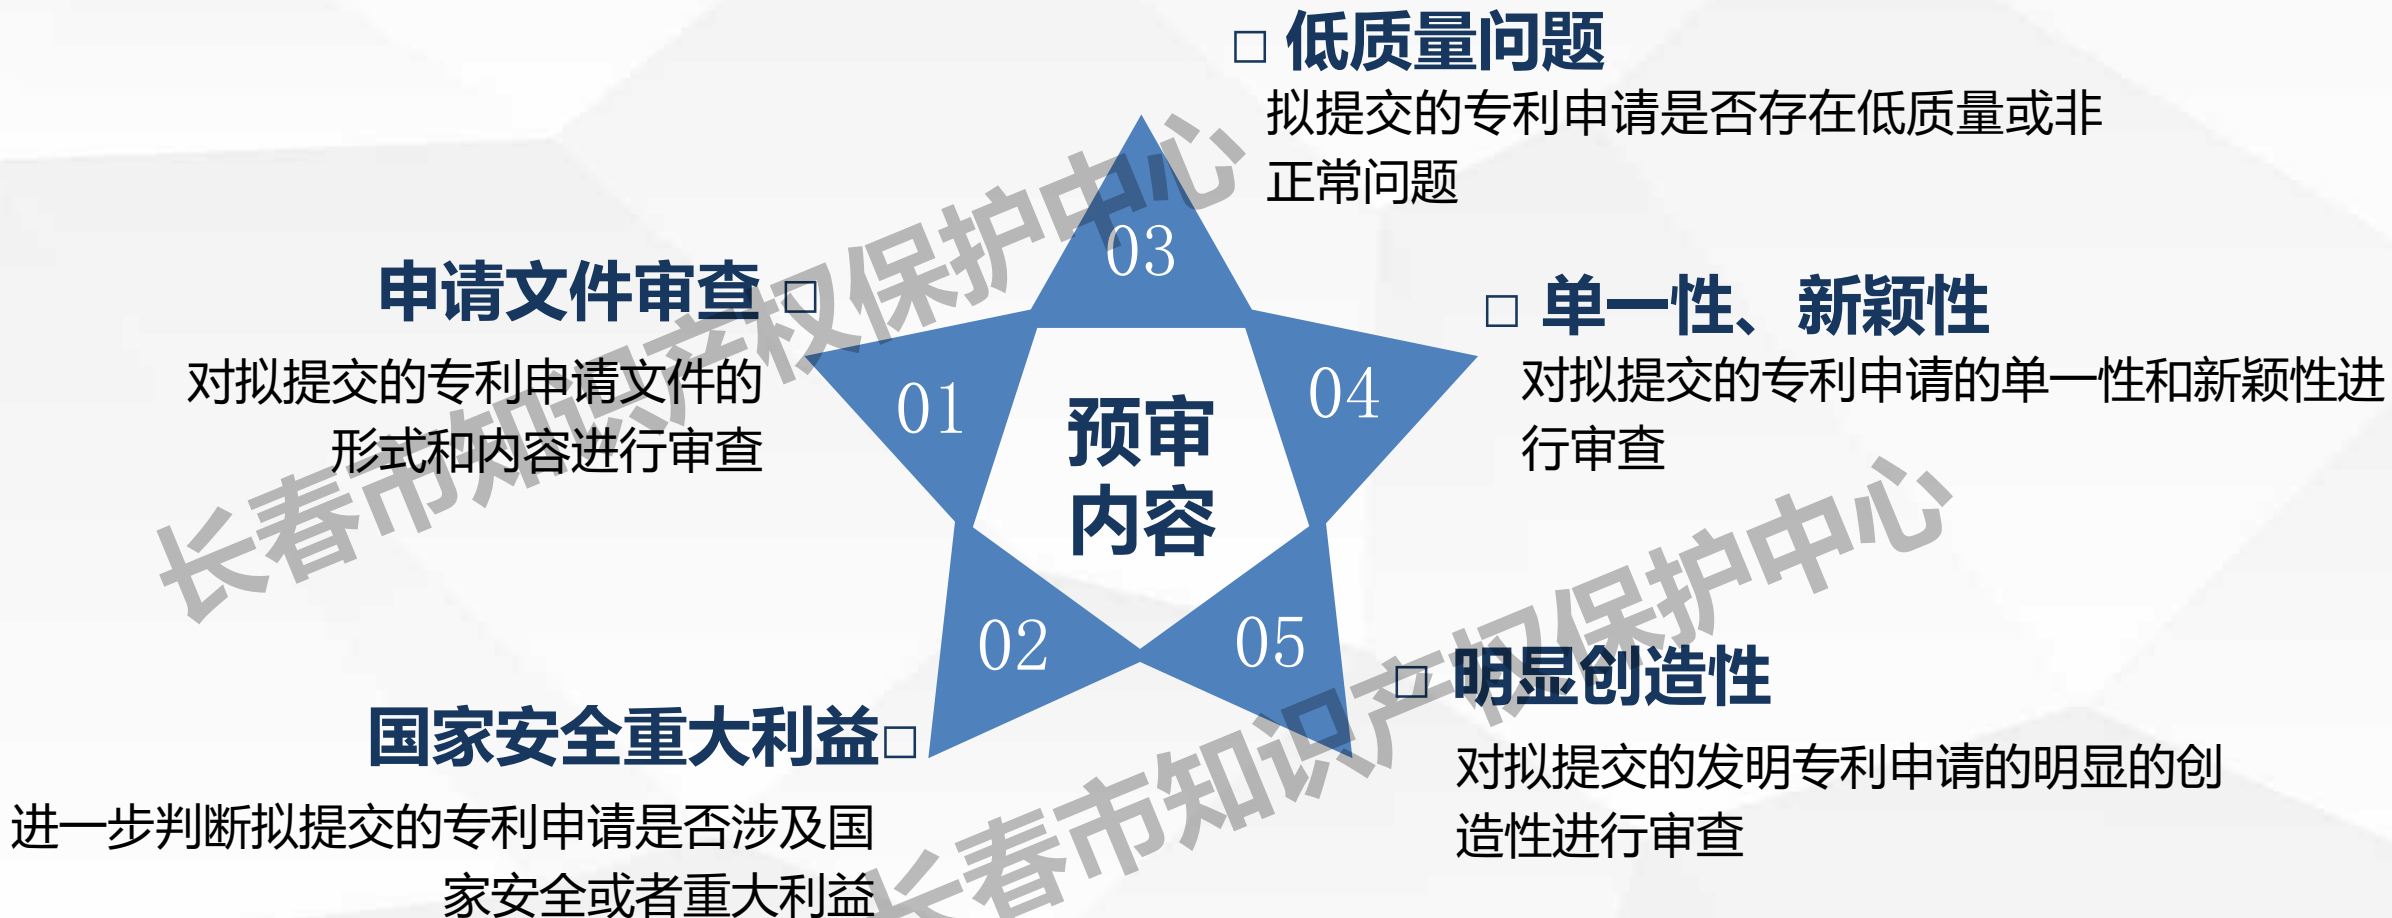 低质量问题
拟提交的专利申请是否存在低质量或非
正常问题
03
申请文件审查
对拟提交的专利申请文件的
形式和内容进行审查
01
预审
内容
04
单一性、新颖性
对拟提交的专利申请的单一性和新颖性进
行审查
02
国家安全重大利益
进一步判断拟提交的专利申请是否涉及国
家安全或者重大利益
05
明显创造性
对拟提交的发明专利申请的明显的创
造性进行审查
长春市知识产权保护中心
长春市知识产权保护中心